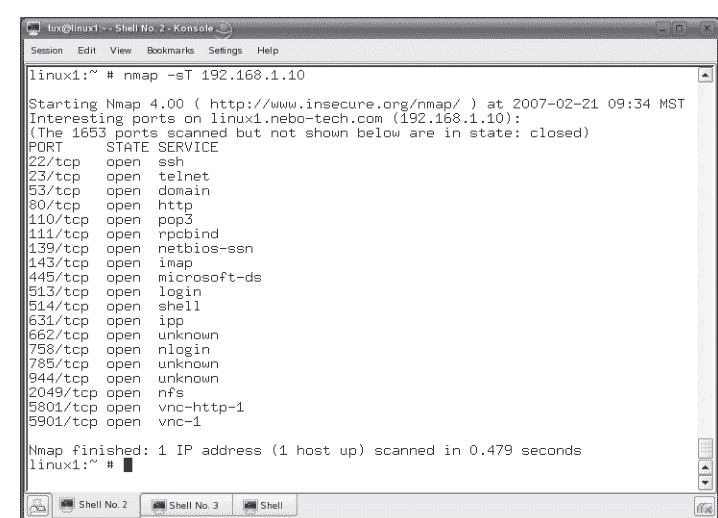 tux@linux1:~ - Shell No. 2 - Konsole
Session Edit View Bookmarks Settings Help
linux1:~ # nmap -sT 192.168.1.10
Starting Nmap 4.00 ( http://www.insecure.org/nmap/ ) at 2007-02-21 09:34 MST
Interesting ports on linux1.nebo-tech.com (192.168.1.10):
(The 1653 ports scanned but not shown below are in state: closed)
PORT STATE SERVICE
22/tcp open ssh
23/tcp open telnet
53/tcp open domain
80/tcp open http
110/tcp open pop3
111/tcp open rpcbind
139/tcp open netbios-ssn
143/tcp open imap
445/tcp open microsoft-ds
513/tcp open login
514/tcp open shell
631/tcp open ipp
662/tcp open unknown
758/tcp open nlogin
785/tcp open unknown
944/tcp open unknown
2049/tcp open nfs
5801/tcp open vnc-http-1
5901/tcp open vnc-1
Nmap finished: 1 IP address (1 host up) scanned in 0.479 seconds
linux1:~ #
Shell No. 2 Shell No. 3 Shell